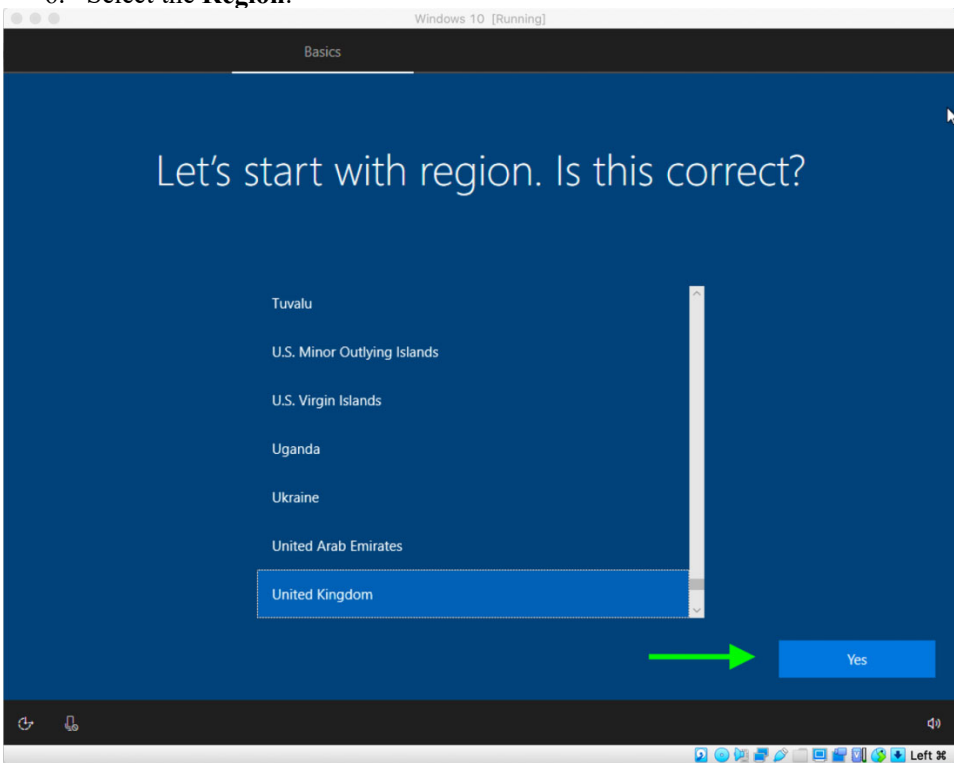 6. Select the Region.
Windows 10 [Running]
Basics
Let's start with region. Is this correct?
Tuvalu
U.S. Minor Outlying Islands
U.S. Virgin Islands
Uganda
Ukraine
United Arab Emirates
United Kingdom
Yes
Left ⌘